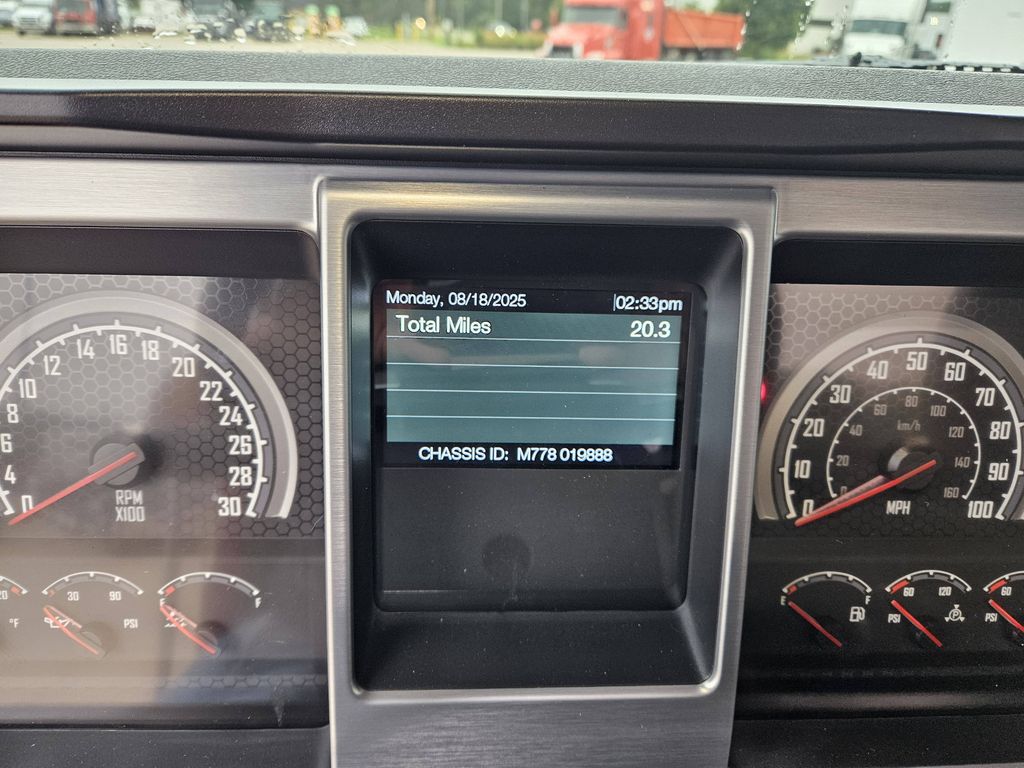 Monday, 08/18/2025 02:33pm
Total Miles 20.3
CHASSIS ID: M778 019888
0 4 6 8 10 12 14 16 18 20 22 24 26 28 30
RPM
X100
0 10 20 30 40 50 60 70 80 90 100
0 20 40 60 80 100 120 140 160
km/h
MPH
°F
30 90
PSI
F
E F
60 120
PSI
P
60
PSI